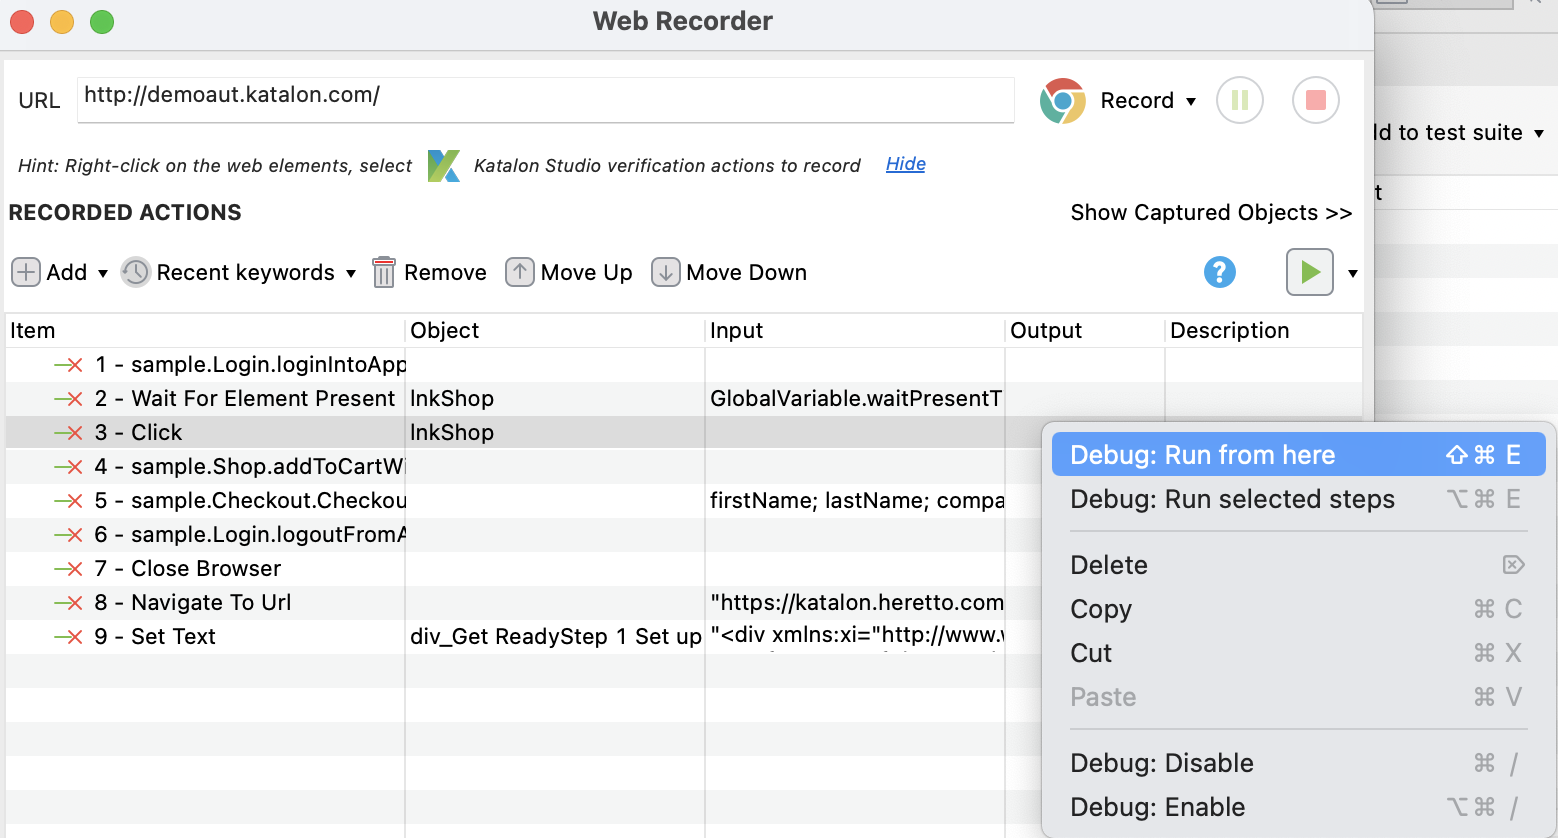 Web Recorder
URL http://demoaut.katalon.com/ Record
ld to test suite
Hint: Right-click on the web elements, select Katalon Studio verification actions to record Hide
t
RECORDED ACTIONS Show Captured Objects >>
Add Recent keywords Remove Move Up Move Down ?
Item Object Input Output Description
1 - sample.Login.loginIntoApp
2 - Wait For Element Present lnkShop GlobalVariable.waitPresentT
3 - Click lnkShop
4 - sample.Shop.addToCartWi
5 - sample.Checkout.Checkou firstName; lastName; compa
6 - sample.Login.logoutFromA
7 - Close Browser
8 - Navigate To Url "https://katalon.heretto.com
9 - Set Text div_Get ReadyStep 1 Set up "<div xmlns:xi="http://www.w
Debug: Run from here ⇧⌘ E
Debug: Run selected steps ⌥⌘ E
Delete ⌦
Copy ⌘ C
Cut ⌘ X
Paste ⌘ V
Debug: Disable ⌘ /
Debug: Enable ⌥⌘ /